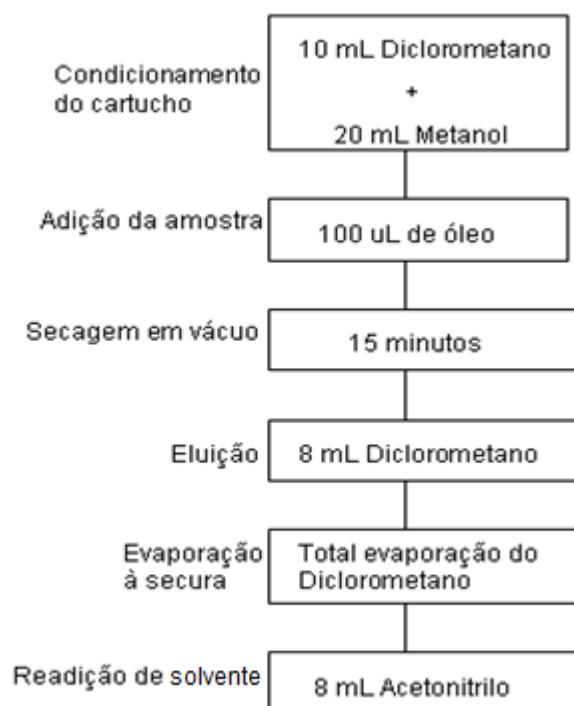 Condicionamento
do cartucho
10 mL Diclorometano
+
20 mL Metanol
Adição da amostra
100 uL de óleo
Secagem em vácuo
15 minutos
Eluição
8 mL Diclorometano
Evaporação
à secura
Total evaporação do
Diclorometano
Readição de solvente
8 mL Acetonitrilo